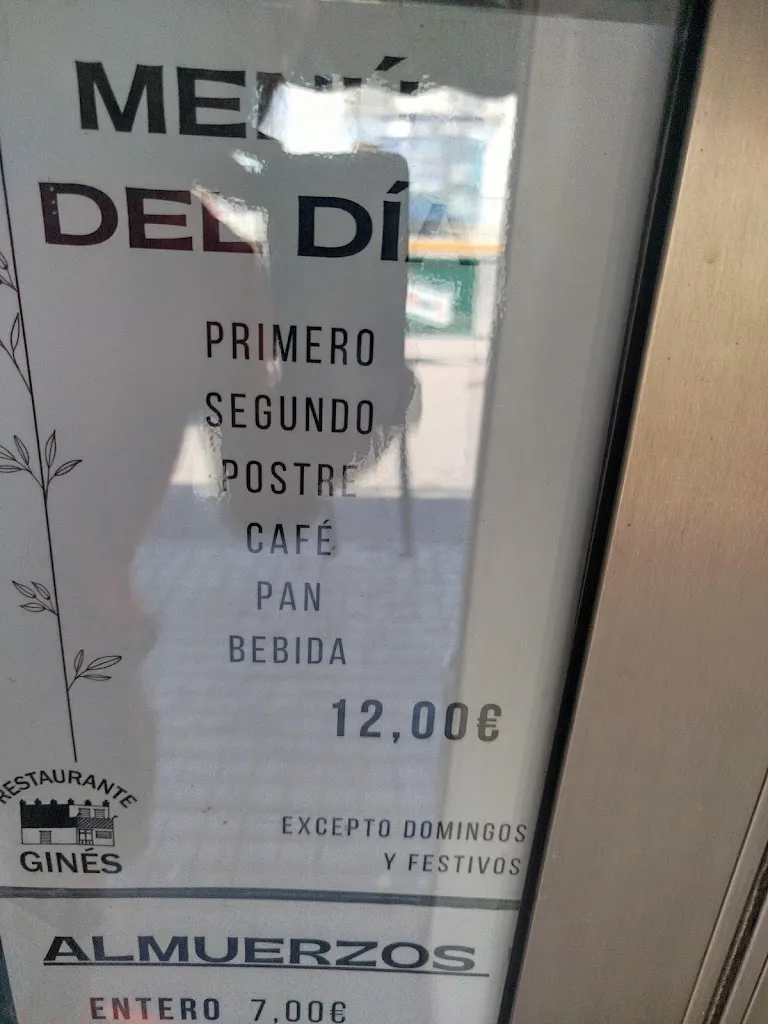 MENÚ
DEL DÍA
PRIMERO
SEGUNDO
POSTRE
CAFÉ
PAN
BEBIDA
12,00€
RESTAURANTE
GINÉS
EXCEPTO DOMINGOS
Y FESTIVOS
ALMUERZOS
ENTERO 7,00€